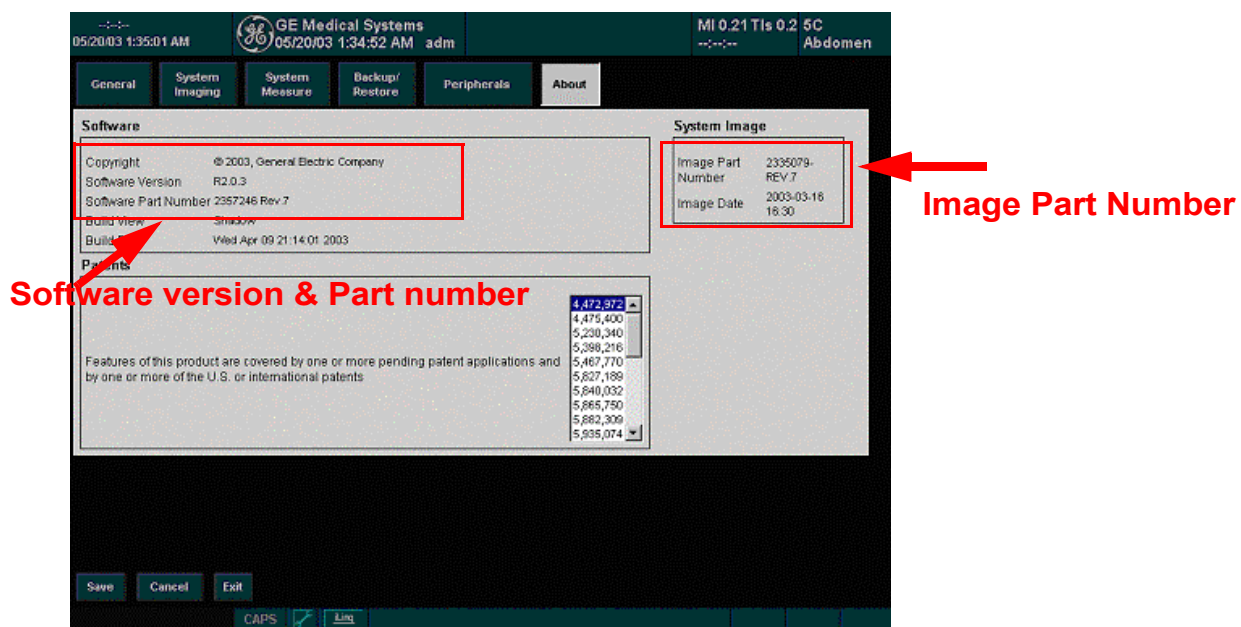 --:--:-- GE Medical Systems MI 0.21 TIs 0.2 5C
05/20/03 1:35:01 AM 05/20/03 1:34:52 AM adm --:--:-- Abdomen
General System Imaging System Measure Backup/ Restore Peripherals About
Software
Copyright © 2003, General Electric Company
Software Version R2.0.3
Software Part Number 2357246 Rev.7
Build View Shadow
Build Wed Apr 09 21:14:01 2003
System Image
Image Part Number 2335079-REV.7
Image Date 2003-03-16 16:30
Image Part Number
Patents
Software version & Part number
Features of this product are covered by one or more pending patent applications and
by one or more of the U.S. or international patents
4,472,972
4,475,400
5,230,340
5,398,216
5,467,770
5,827,189
5,840,032
5,865,750
5,882,309
5,935,074
Save Cancel Exit
CAPS Linq